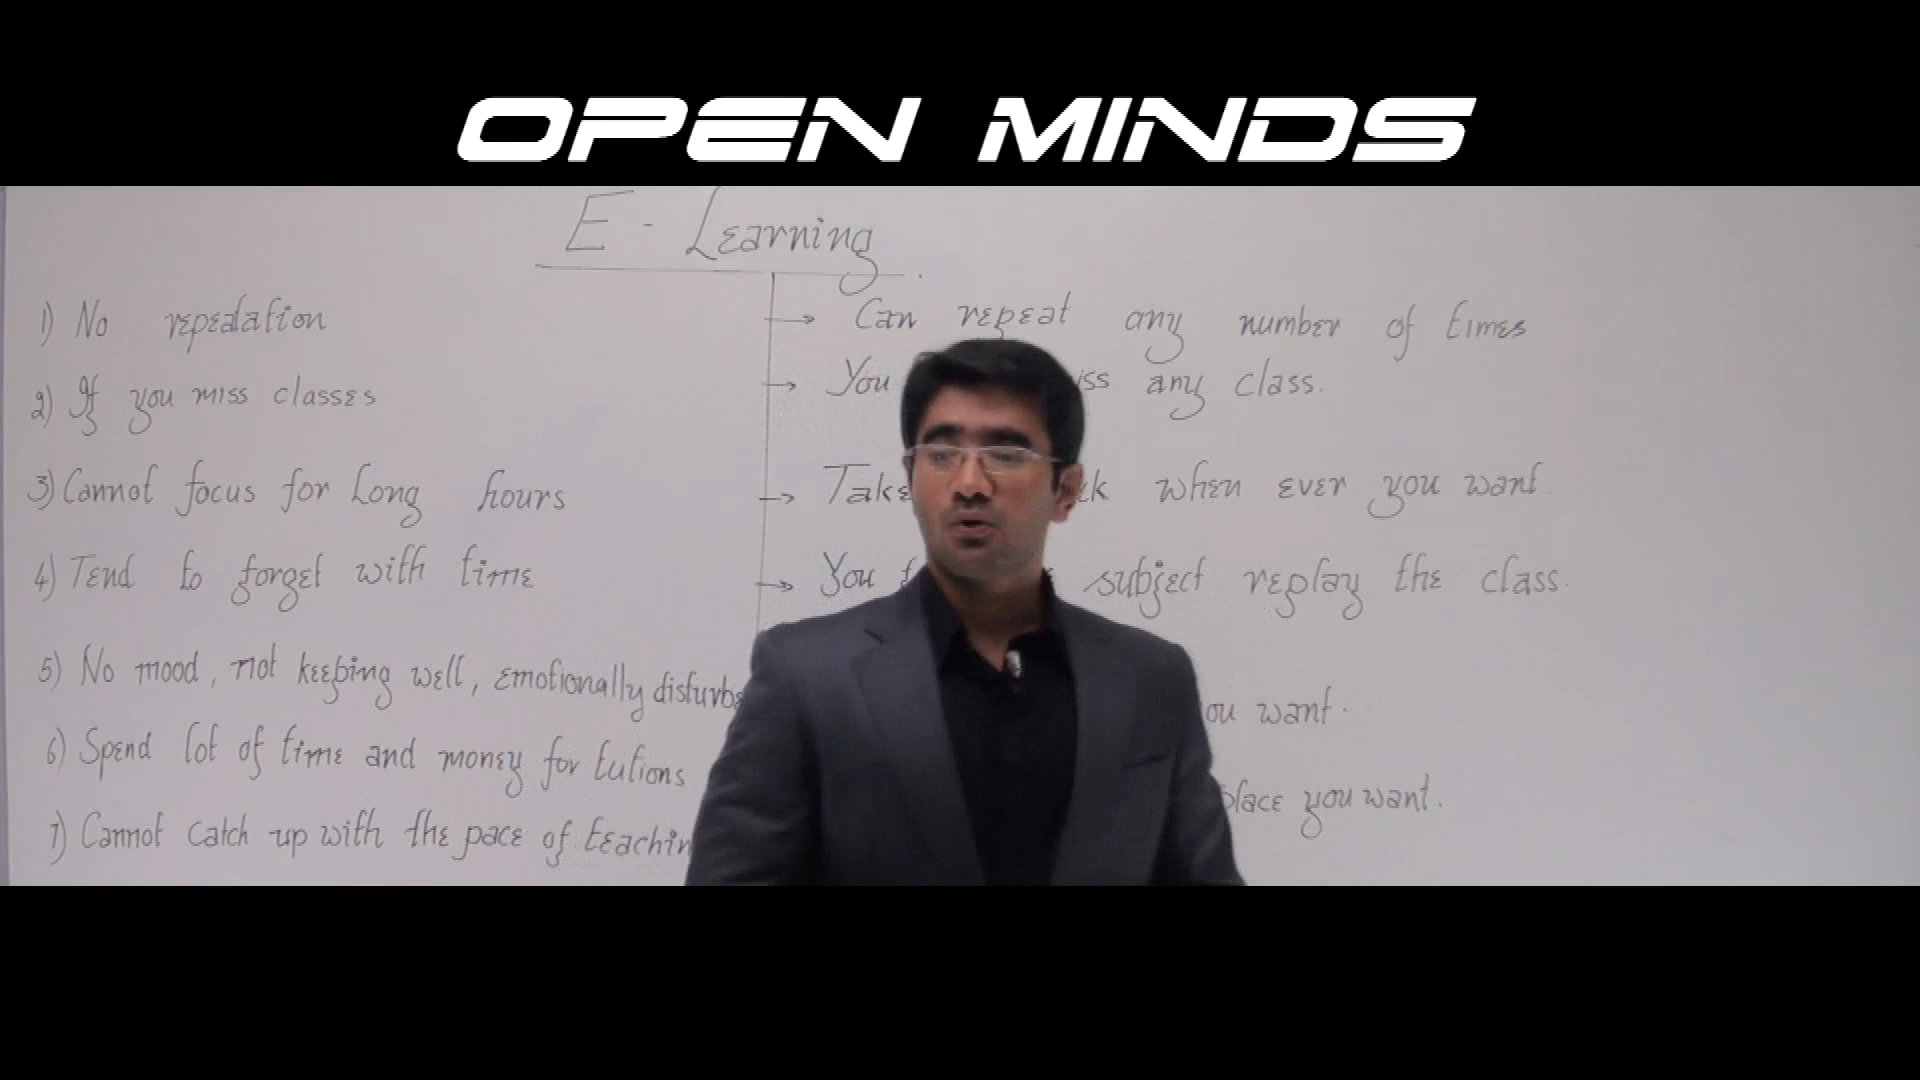 OPEN MINDS
E - Learning
1) No repeatation
→ Can repeat any number of times
2) If you miss classes
→ You any class.
3) Cannot focus for Long hours
→ Take when ever you want
4) Tend to forget with time
→ You subject replay the class.
5) No mood, not keeping well, emotionally
you want.
6) Spend lot of time and money for tutions
place you want.
7) Cannot catch up with the pace of